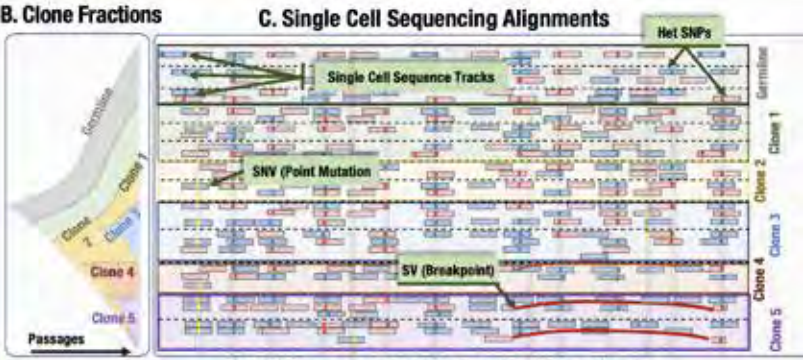 B. Clone Fractions
C. Single Cell Sequencing Alignments
Germline
Clone 1
Clone
2
Clone 3
Clone 4
Clone 5
Passages
Het SNPs
Single Cell Sequence Tracks
SNV (Point Mutation
SV (Breakpoint)
Germline
Clone 1
Clone 2
Clone 3
Clone 4
Clone 5